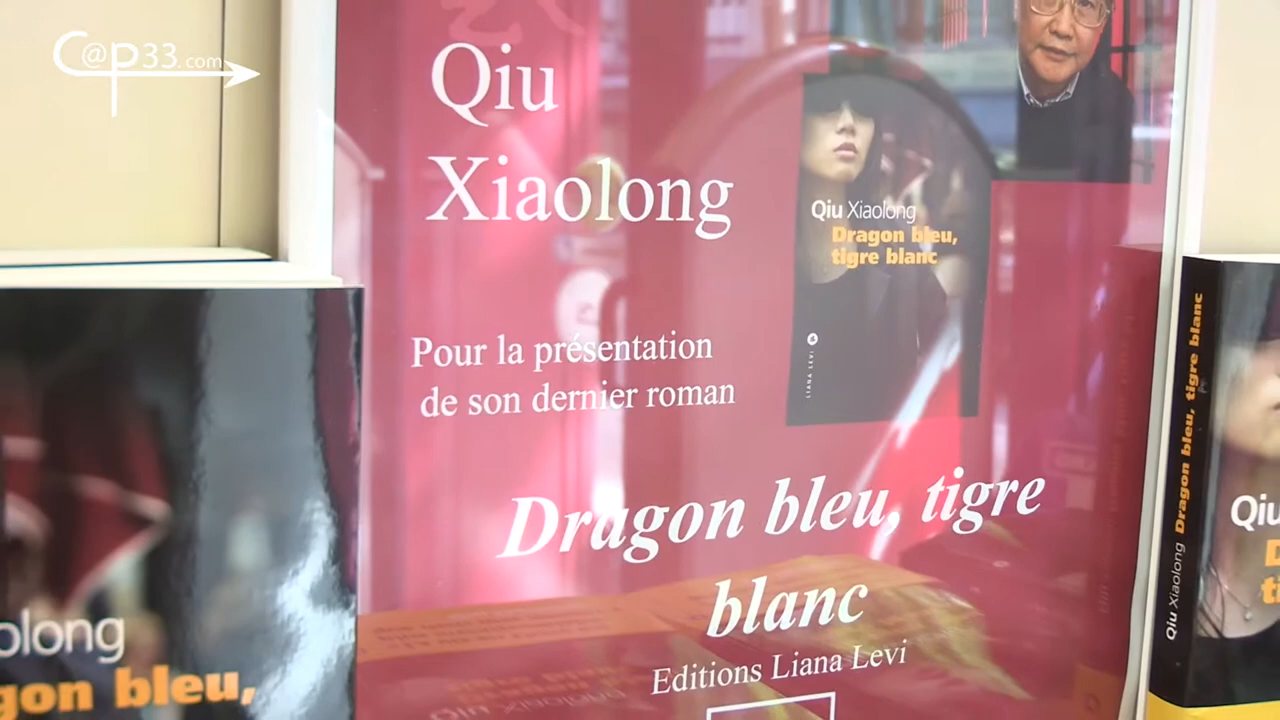 C@p33.com
Qiu
Xiaolong
Qiu Xiaolong
Dragon bleu,
tigre blanc
LIANA LEVI
Pour la présentation
de son dernier roman
Dragon bleu, tigre
blanc
Editions Liana Levi
olong
gon bleu,
Qiu Xiaolong Dragon bleu, tigre blanc
Qiu